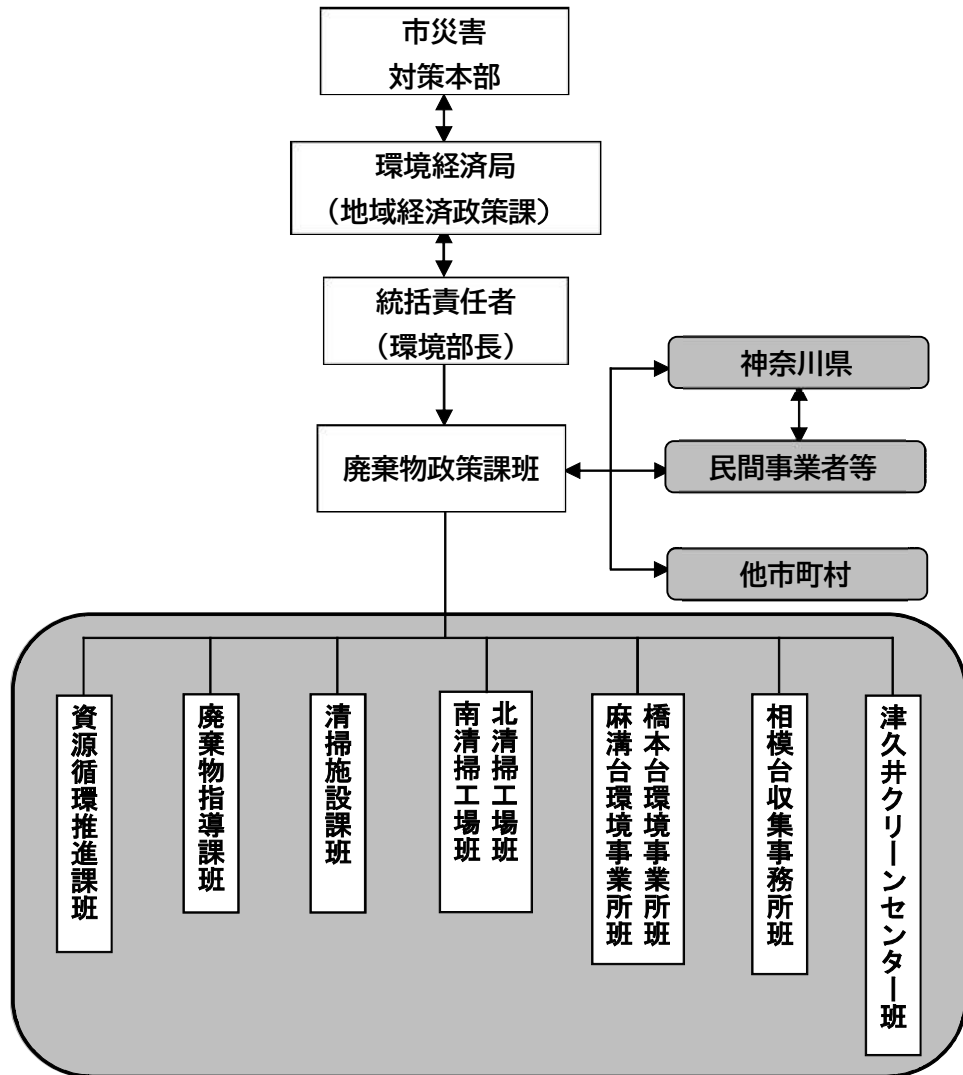 市災害
対策本部
環境経済局
（地域経済政策課）
統括責任者
（環境部長）
神奈川県
廃棄物政策課班
民間事業者等
他市町村
資源循環推進課班
廃棄物指導課班
清掃施設課班
北清掃工場班
南清掃工場班
橋本台環境事業所班
麻溝台環境事業所班
相模台収集事務所班
津久井クリーンセンター班